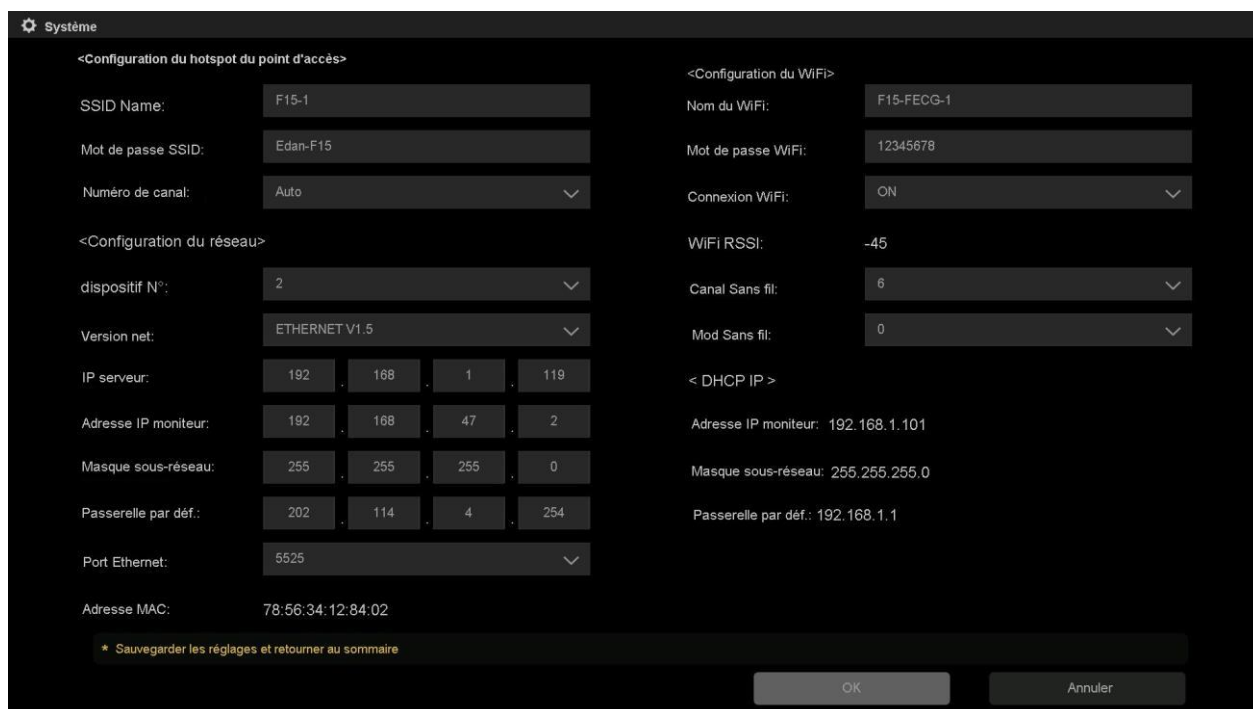 Système
<Configuration du hotspot du point d'accès>
SSID Name: F15-1
Mot de passe SSID: Edan-F15
Numéro de canal: Auto
<Configuration du réseau>
dispositif N°: 2
Version net: ETHERNET V1.5
IP serveur: 192 . 168 . 1 . 119
Adresse IP moniteur: 192 . 168 . 47 . 2
Masque sous-réseau: 255 . 255 . 255 . 0
Passerelle par déf.: 202 . 114 . 4 . 254
Port Ethernet: 5525
Adresse MAC: 78:56:34:12:84:02
<Configuration du WiFi>
Nom du WiFi: F15-FECG-1
Mot de passe WiFi: 12345678
Connexion WiFi: ON
WiFi RSSI: -45
Canal Sans fil: 6
Mod Sans fil: 0
< DHCP IP >
Adresse IP moniteur: 192.168.1.101
Masque sous-réseau: 255.255.255.0
Passerelle par déf.: 192.168.1.1
* Sauvegarder les réglages et retourner au sommaire
OK
Annuler